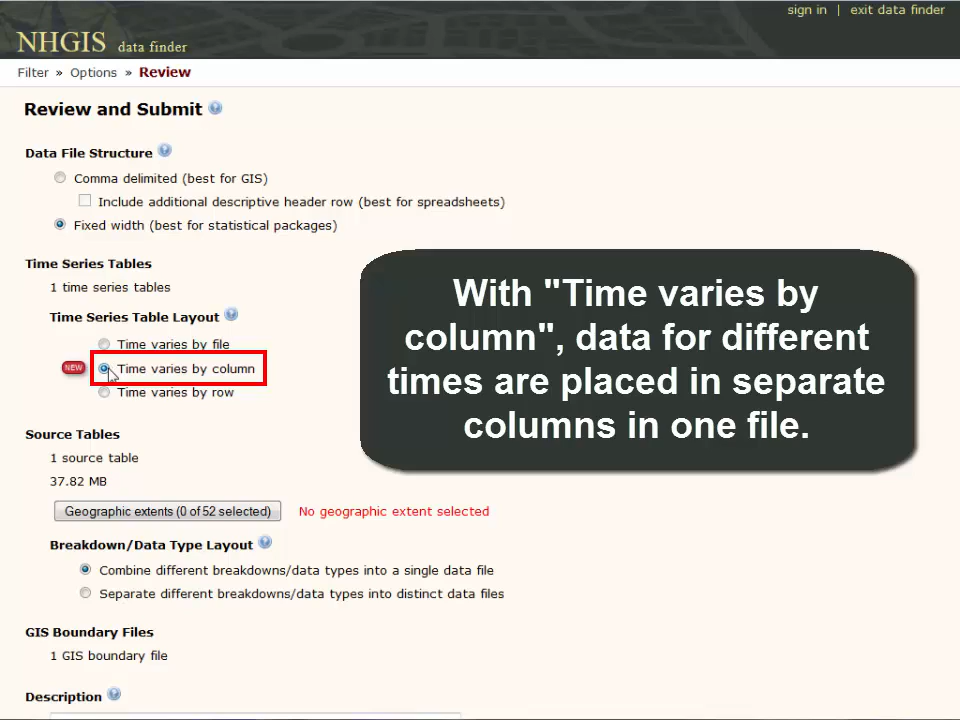 sign in | exit data finder
NHGIS data finder
Filter » Options » Review
Review and Submit
Data File Structure
Comma delimited (best for GIS)
Include additional descriptive header row (best for spreadsheets)
Fixed width (best for statistical packages)
Time Series Tables
1 time series tables
Time Series Table Layout
Time varies by file
NEW Time varies by column
Time varies by row
With "Time varies by
column", data for different
times are placed in separate
columns in one file.
Source Tables
1 source table
37.82 MB
Geographic extents (0 of 52 selected) No geographic extent selected
Breakdown/Data Type Layout
Combine different breakdowns/data types into a single data file
Separate different breakdowns/data types into distinct data files
GIS Boundary Files
1 GIS boundary file
Description